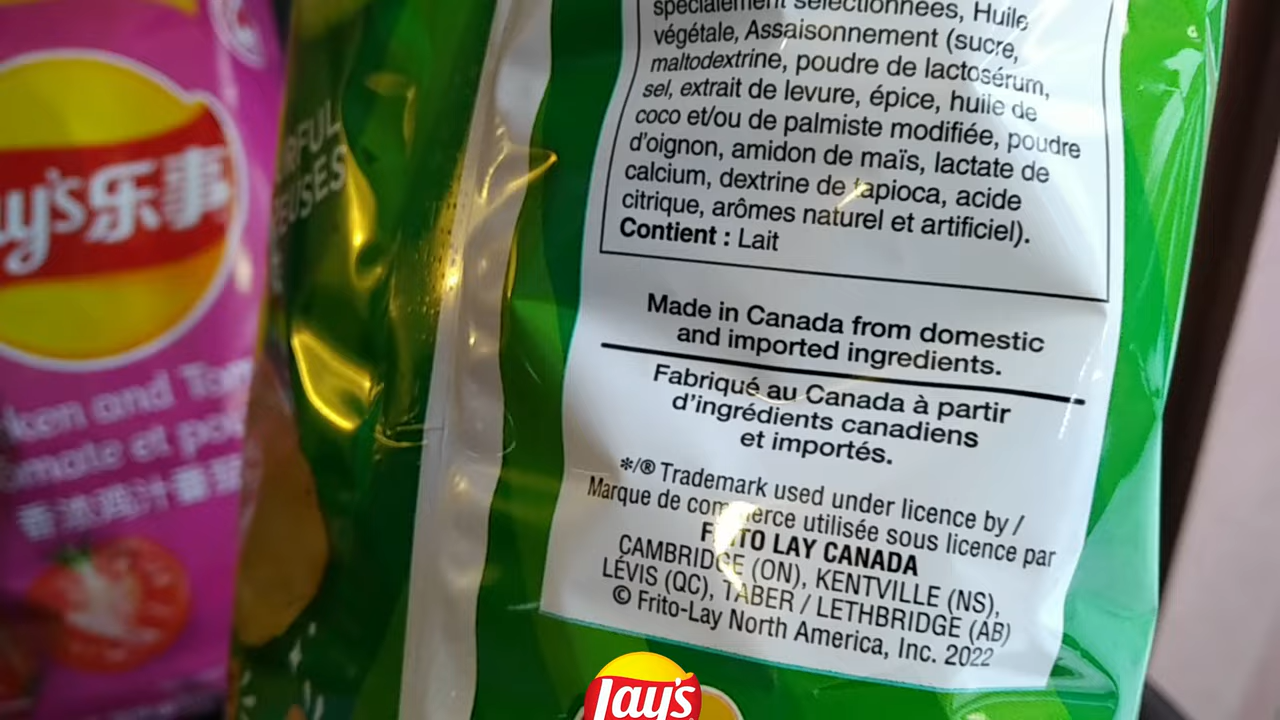 spécialement sélectionnées, Huile
végétale, Assaisonnement (sucre,
maltodextrine, poudre de lactosérum,
sel, extrait de levure, épice, huile de
coco et/ou de palmiste modifiée, poudre
d'oignon, amidon de maïs, lactate de
calcium, dextrine de tapioca, acide
citrique, arômes naturel et artificiel).
Contient : Lait
Made in Canada from domestic
and imported ingredients.
Fabriqué au Canada à partir
d'ingrédients canadiens
et importés.
*/® Trademark used under licence by /
Marque de commerce utilisée sous licence par
FRITO LAY CANADA
CAMBRIDGE (ON), KENTVILLE (NS),
LÉVIS (QC), TABER / LETHBRIDGE (AB)
© Frito-Lay North America, Inc. 2022
Lay's
ay's乐事
ken and Tom
omate et pou
香浓鸡汁番茄
RFUL
EUSES